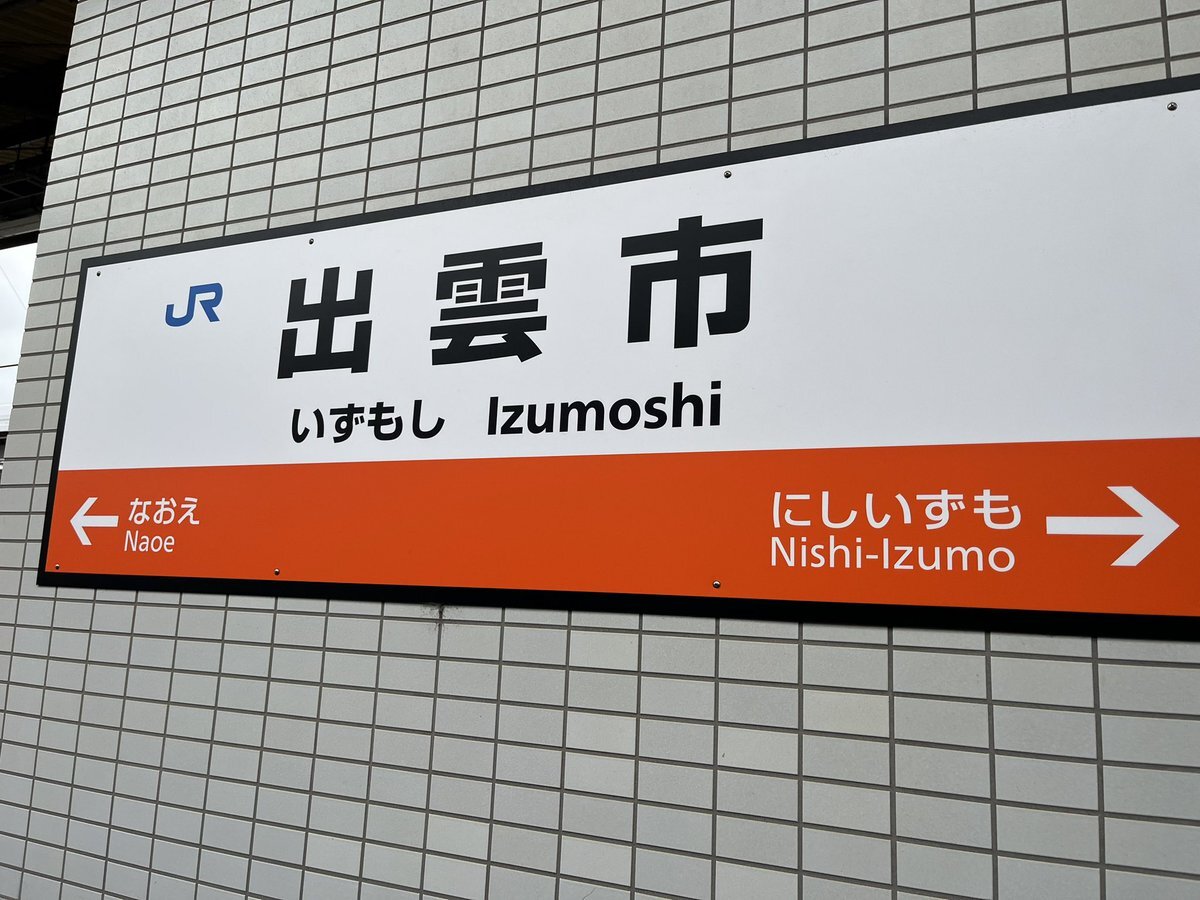 JR 出雲市
いずもし Izumoshi
← なおえ
Naoe
にしいずも →
Nishi-Izumo